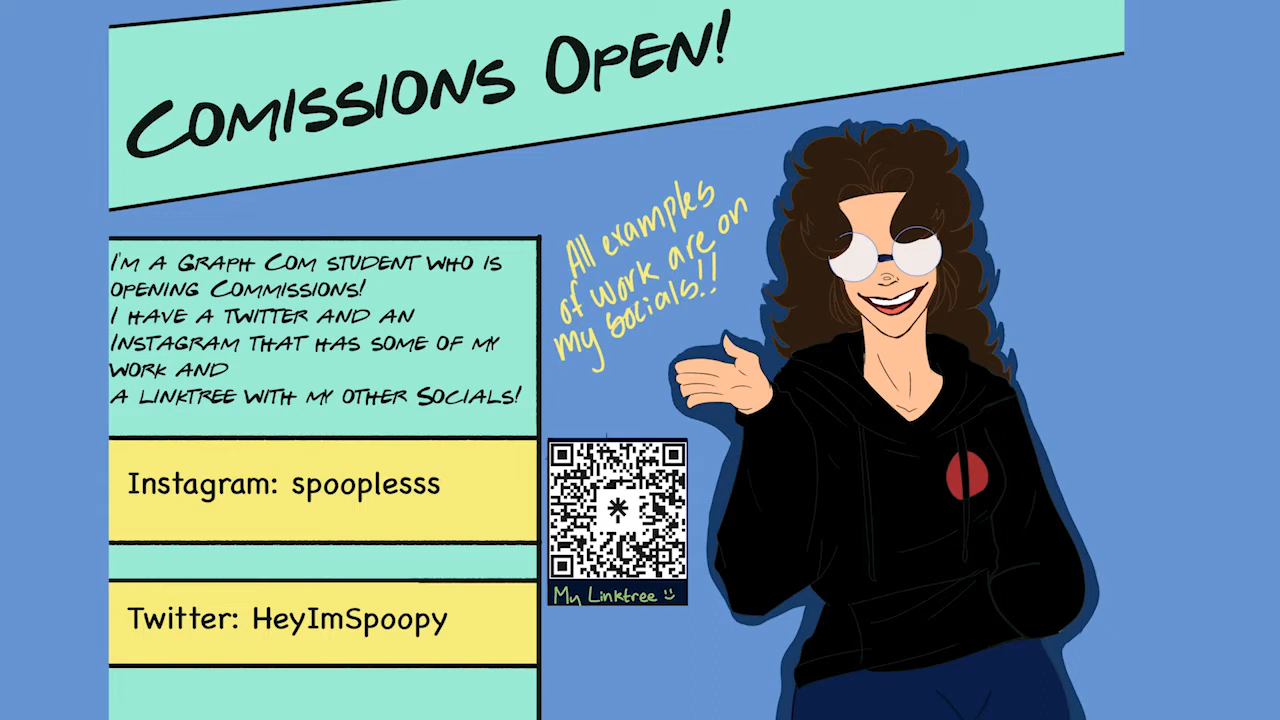 Comissions Open!
All examples
of work are on
my socials!!
I'm a Graph Com student who is
opening Commissions!
I have a twitter and an
Instagram that has some of my
work and
a linktree with my other Socials!
Instagram: spooplesss
Twitter: HeyImSpoopy
My Linktree